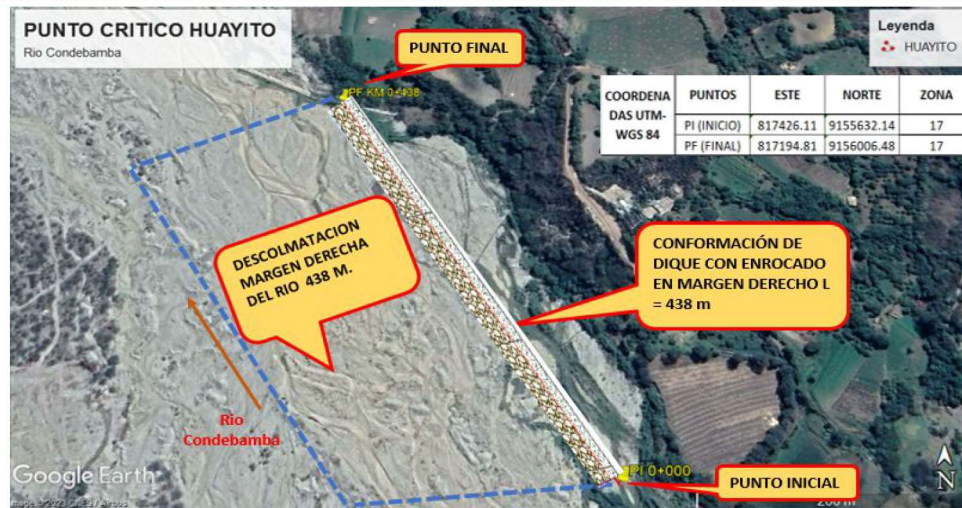 PUNTO CRITICO HUAYITO
Rio Condebamba
PUNTO FINAL
Leyenda
HUAYITO
PF KM 0+438
COORDENA
DAS UTM-
WGS 84
PUNTOS ESTE NORTE ZONA
PI (INICIO) 817426.11 9155632.14 17
PF (FINAL) 817194.81 9156006.48 17
DESCOLMATACION
MARGEN DERECHA
DEL RIO 438 M.
CONFORMACIÓN DE
DIQUE CON ENROCADO
EN MARGEN DERECHO L
= 438 m
Rio
Condebamba
PI 0+000
PUNTO INICIAL
Google Earth
N
200 m